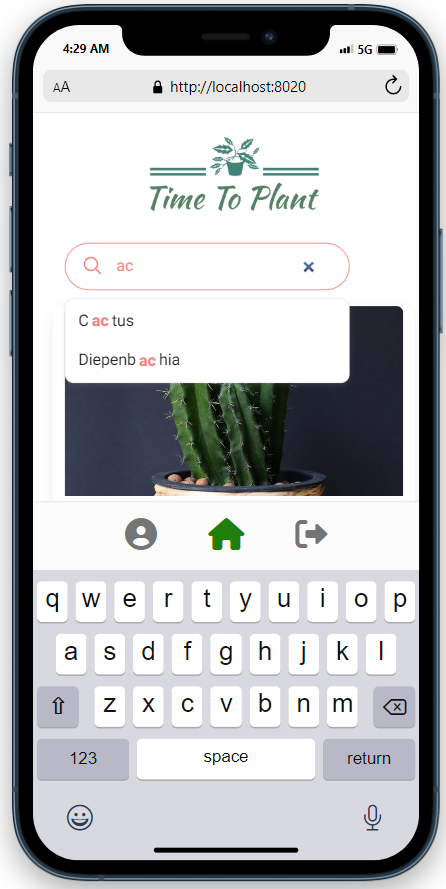 4:29 AM 5G
AA http://localhost:8020
Time To Plant
ac
C ac tus
Diepenb ac hia
q w e r t y u i o p
a s d f g h j k l
z x c v b n m
123 space return